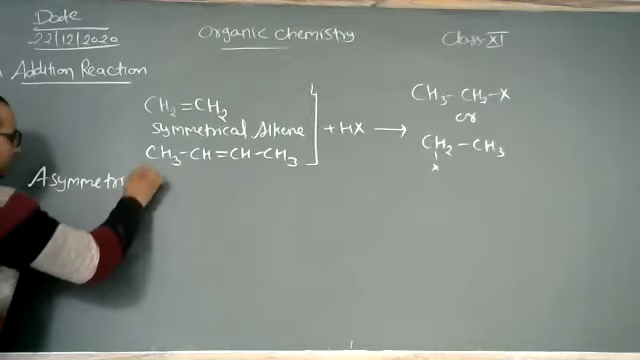 Date
22/12/2020
Organic Chemistry
Class XI
Addition Reaction
CH2=CH2
symmetrical Alkene
CH3-CH=CH-CH3
+ HX →
CH3-CH2-X
or
CH2-CH3
x
Asymmetri